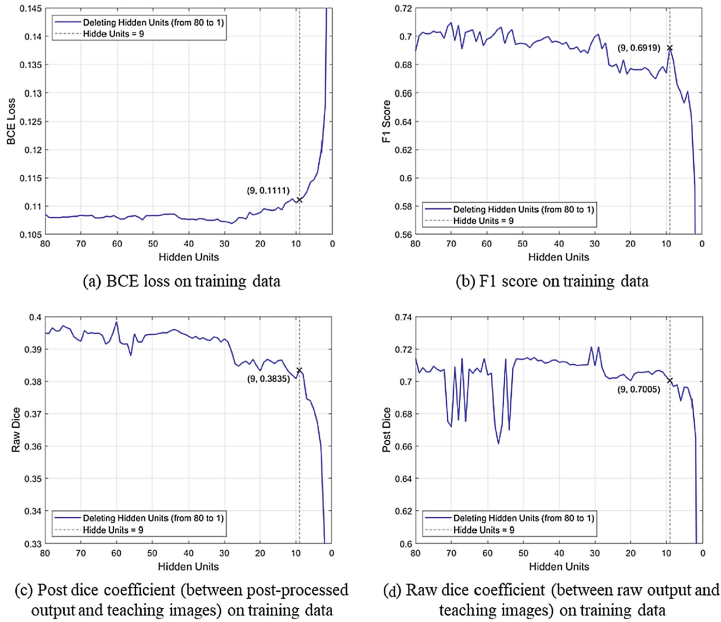 0.145
0.14
0.135
0.13
0.125
0.12
0.115
0.11
0.105
BCE Loss
Deleting Hidden Units (from 80 to 1)
Hidde Units = 9
(9, 0.1111)
80 70 60 50 40 30 20 10 0
Hidden Units
(a) BCE loss on training data
0.72
0.7
0.68
0.66
0.64
0.62
0.6
0.58
0.56
F1 Score
(9, 0.6919)
Deleting Hidden Units (from 80 to 1)
Hidde Units = 9
80 70 60 50 40 30 20 10 0
Hidden Units
(b) F1 score on training data
0.4
0.39
0.38
0.37
0.36
0.35
0.34
0.33
Raw Dice
(9, 0.3835)
Deleting Hidden Units (from 80 to 1)
Hidde Units = 9
80 70 60 50 40 30 20 10 0
Hidden Units
(c) Post dice coefficient (between post-processed
output and teaching images) on training data
0.74
0.72
0.7
0.68
0.66
0.64
0.62
0.6
Post Dice
(9, 0.7005)
Deleting Hidden Units (from 80 to 1)
Hidde Units = 9
80 70 60 50 40 30 20 10 0
Hidden Units
(d) Raw dice coefficient (between raw output and
teaching images) on training data